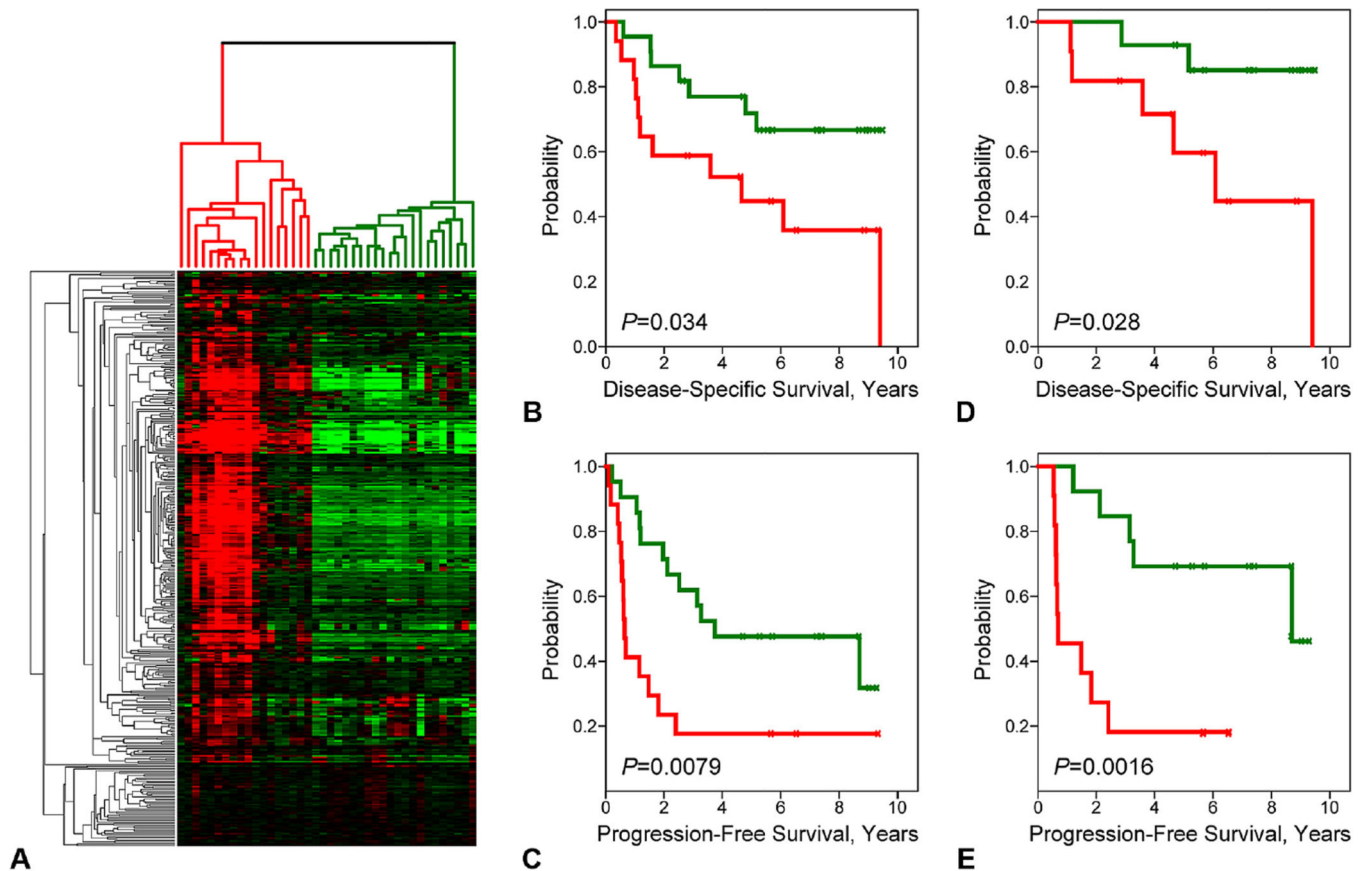 A
1.0
0.8
0.6
0.4
0.2
0.0
Probability
P=0.034
0 2 4 6 8 10
Disease-Specific Survival, Years
B
1.0
0.8
0.6
0.4
0.2
0.0
Probability
P=0.028
0 2 4 6 8 10
Disease-Specific Survival, Years
D
1.0
0.8
0.6
0.4
0.2
Probability
P=0.0079
0 2 4 6 8 10
Progression-Free Survival, Years
C
1.0
0.8
0.6
0.4
0.2
Probability
P=0.0016
0 2 4 6 8 10
Progression-Free Survival, Years
E